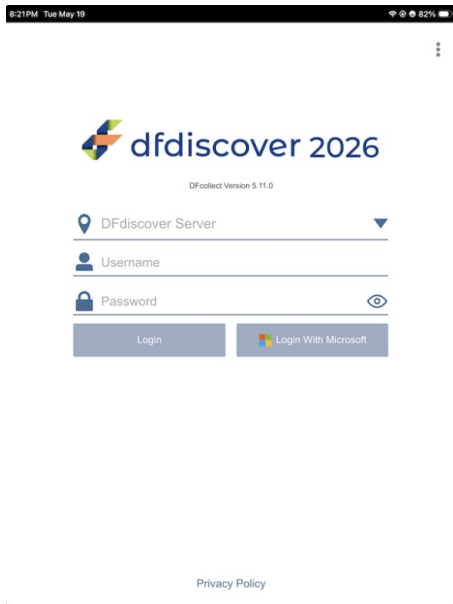 8:21PM Tue May 19 82%
dfdiscover 2026
DFcollect Version 5.11.0
DFdiscover Server
Username
Password
Login Login With Microsoft
Privacy Policy